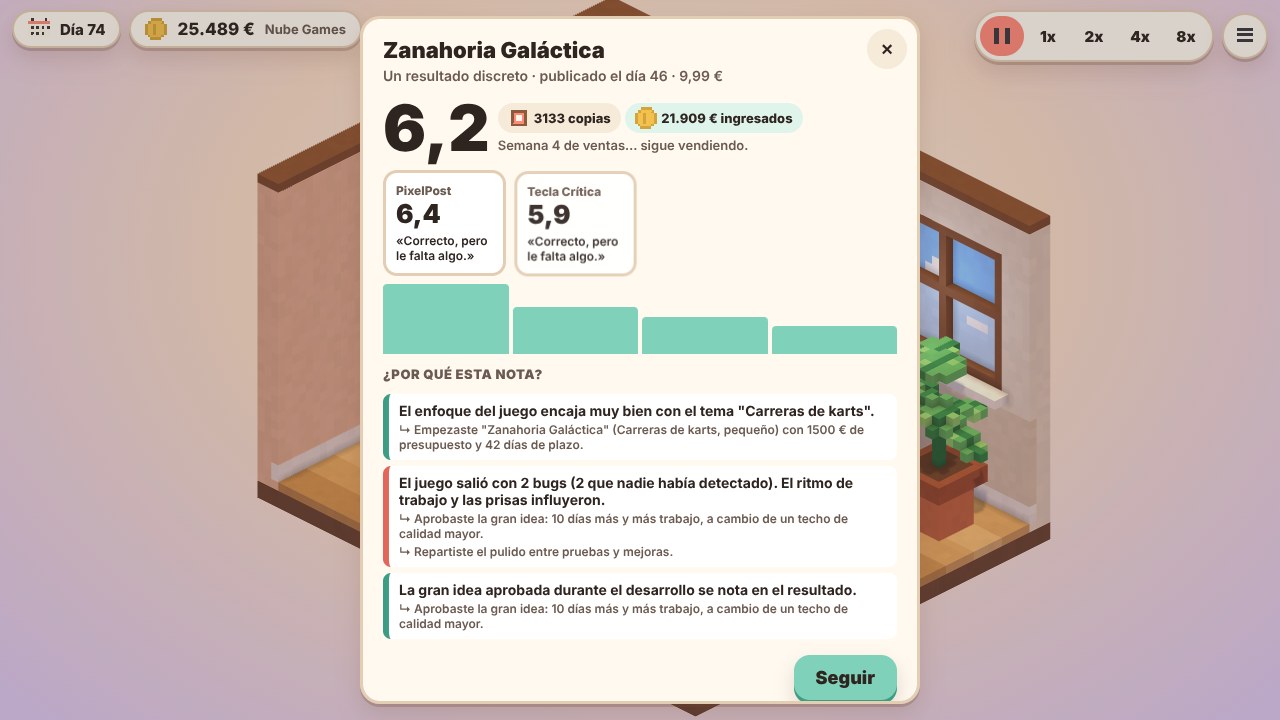 Día 74
25.489 € Nube Games
1x 2x 4x 8x
Zanahoria Galáctica
Un resultado discreto · publicado el día 46 · 9,99 €
6,2
3133 copias
21.909 € ingresados
Semana 4 de ventas... sigue vendiendo.
PixelPost
6,4
«Correcto, pero
le falta algo.»
Tecla Crítica
5,9
«Correcto, pero
le falta algo.»
¿POR QUÉ ESTA NOTA?
El enfoque del juego encaja muy bien con el tema "Carreras de karts".
↳ Empezaste "Zanahoria Galáctica" (Carreras de karts, pequeño) con 1500 € de
presupuesto y 42 días de plazo.
El juego salió con 2 bugs (2 que nadie había detectado). El ritmo de
trabajo y las prisas influyeron.
↳ Aprobaste la gran idea: 10 días más y más trabajo, a cambio de un techo de
calidad mayor.
↳ Repartiste el pulido entre pruebas y mejoras.
La gran idea aprobada durante el desarrollo se nota en el resultado.
↳ Aprobaste la gran idea: 10 días más y más trabajo, a cambio de un techo de
calidad mayor.
Seguir